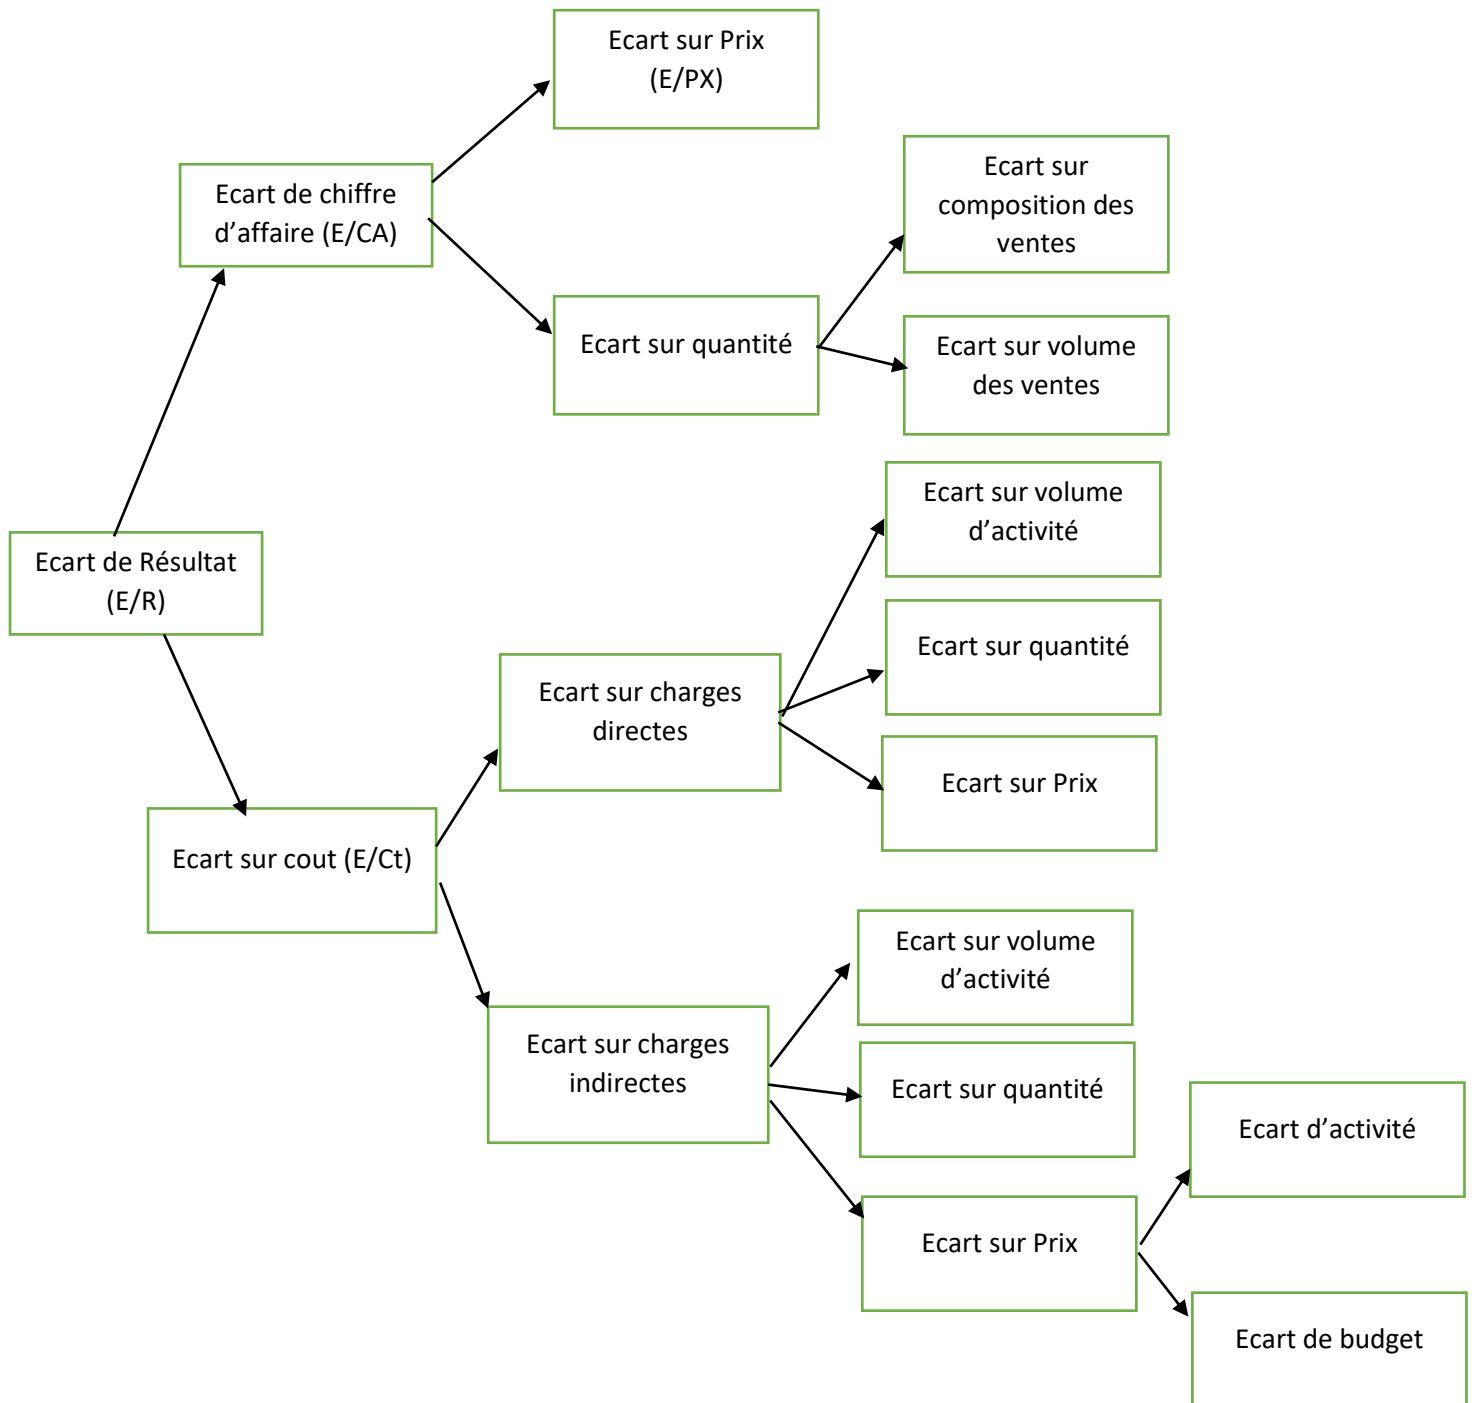 Ecart sur Prix
(E/PX)
Ecart sur
composition des
ventes
Ecart de chiffre
d’affaire (E/CA)
Ecart sur quantité
Ecart sur volume
des ventes
Ecart sur volume
d’activité
Ecart de Résultat
(E/R)
Ecart sur quantité
Ecart sur charges
directes
Ecart sur Prix
Ecart sur cout (E/Ct)
Ecart sur volume
d’activité
Ecart sur charges
indirectes
Ecart sur quantité
Ecart d’activité
Ecart sur Prix
Ecart de budget